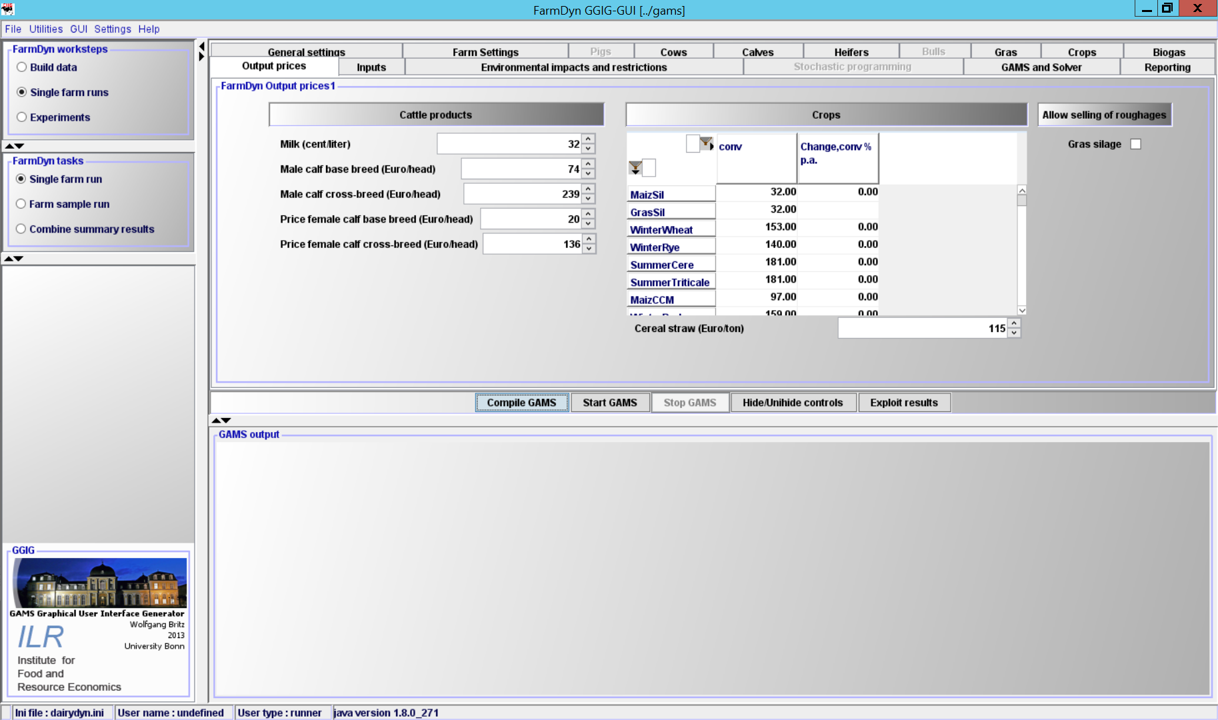 FarmDyn GGIG-GUI [../gams]
File Utilities GUI Settings Help
FarmDyn worksteps
Build data
Single farm runs
Experiments
FarmDyn tasks
Single farm run
Farm sample run
Combine summary results
General settings Farm Settings Pigs Cows Calves Heifers Bulls Gras Crops Biogas
Output prices Inputs Environmental impacts and restrictions Stochastic programming GAMS and Solver Reporting
FarmDyn Output prices1
Cattle products
Milk (cent/liter) 32
Male calf base breed (Euro/head) 74
Male calf cross-breed (Euro/head) 239
Price female calf base breed (Euro/head) 20
Price female calf cross-breed (Euro/head) 136
Crops
conv Change,conv %
p.a.
MaizSil 32.00 0.00
GrasSil 32.00
WinterWheat 153.00 0.00
WinterRye 140.00 0.00
SummerCere 181.00 0.00
SummerTriticale 181.00 0.00
MaizCCM 97.00 0.00
159.00 0.00
Cereal straw (Euro/ton) 115
Allow selling of roughages
Gras silage
Compile GAMS Start GAMS Stop GAMS Hide/Unihide controls Exploit results
GAMS output
GGIG
GAMS Graphical User Interface Generator
Wolfgang Britz
2013
University Bonn
ILR
Institute for
Food and
Resource Economics
Ini file : dairydyn.ini User name : undefined User type : runner java version 1.8.0_271